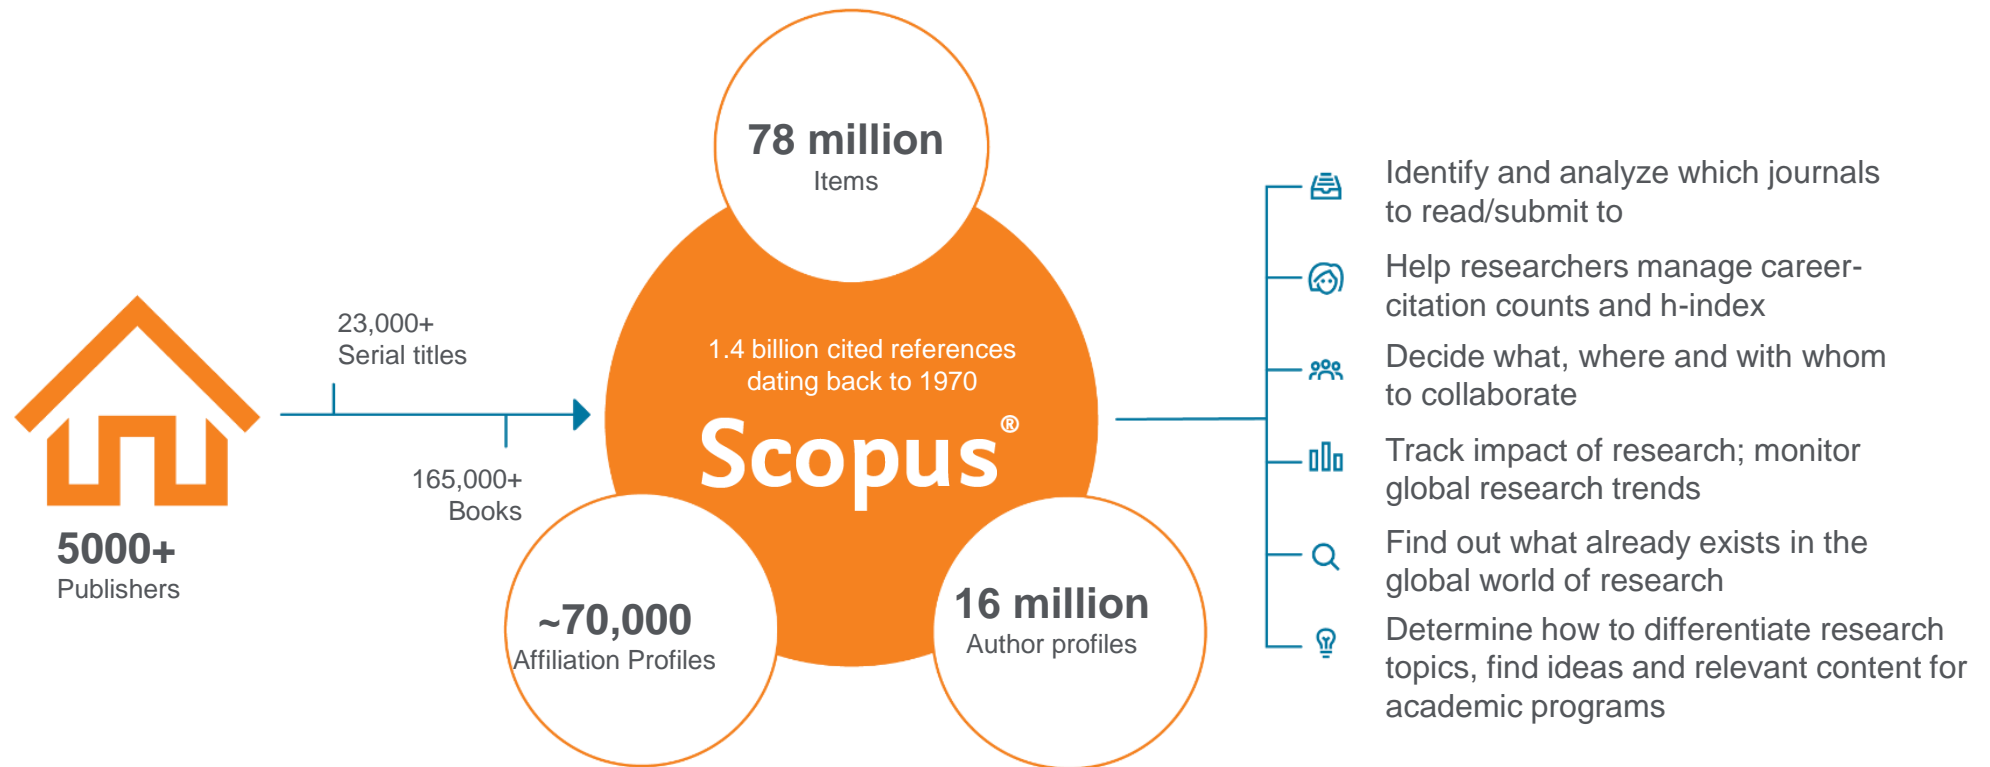 5000+
Publishers
23,000+
Serial titles
165,000+
Books
78 million
Items
1.4 billion cited references
dating back to 1970
Scopus®
~70,000
Affiliation Profiles
16 million
Author profiles
Identify and analyze which journals
to read/submit to
Help researchers manage career-
citation counts and h-index
Decide what, where and with whom
to collaborate
Track impact of research; monitor
global research trends
Find out what already exists in the
global world of research
Determine how to differentiate research
topics, find ideas and relevant content for
academic programs